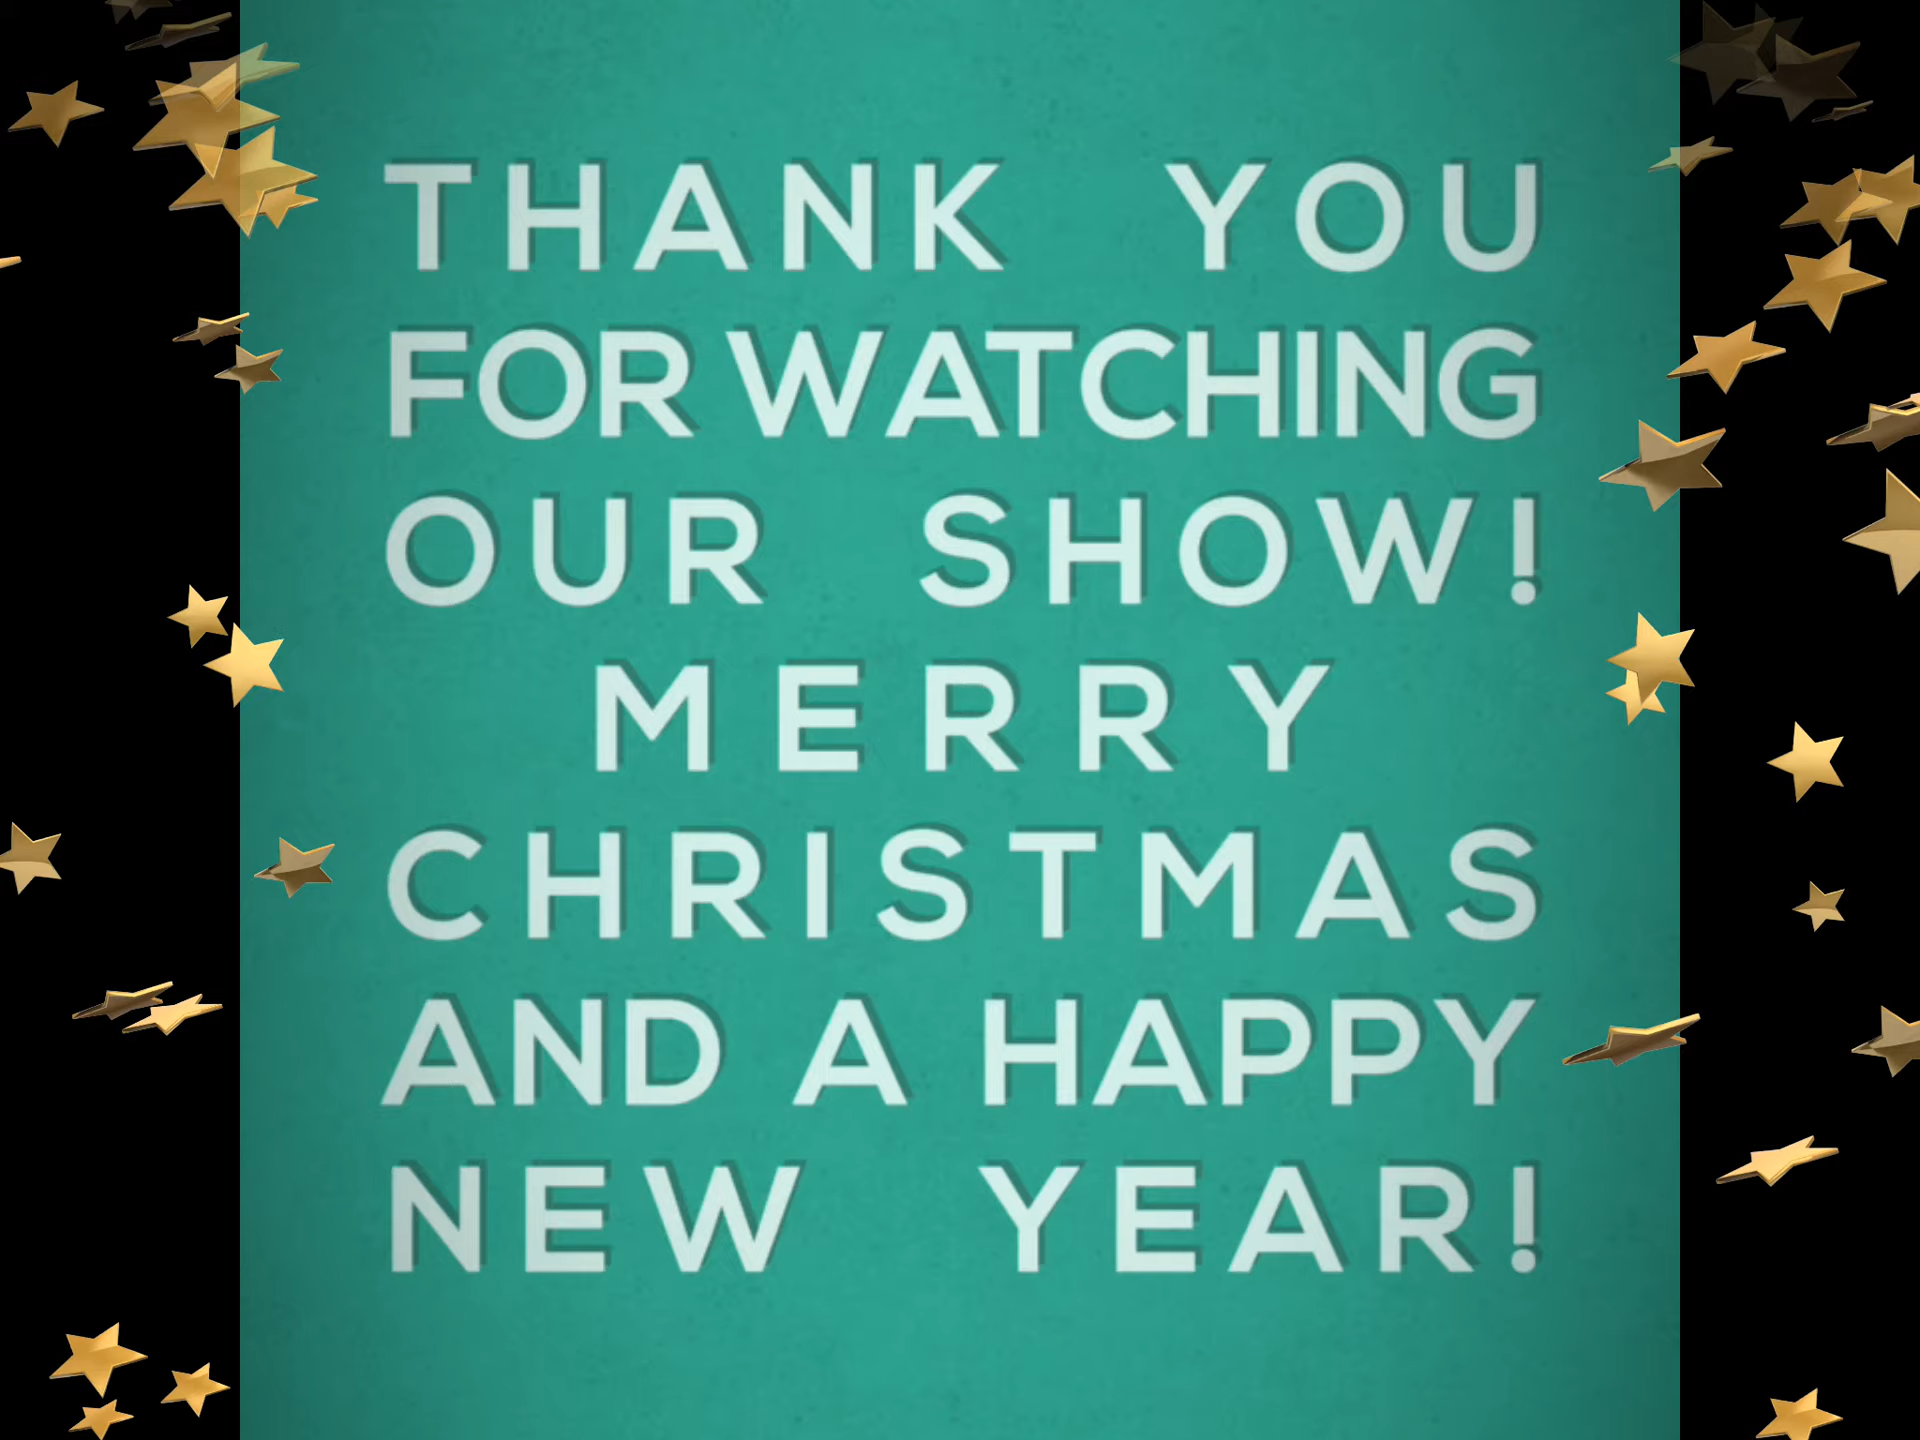 THANK YOU
FOR WATCHING
OUR SHOW!
MERRY
CHRISTMAS
AND A HAPPY
NEW YEAR!